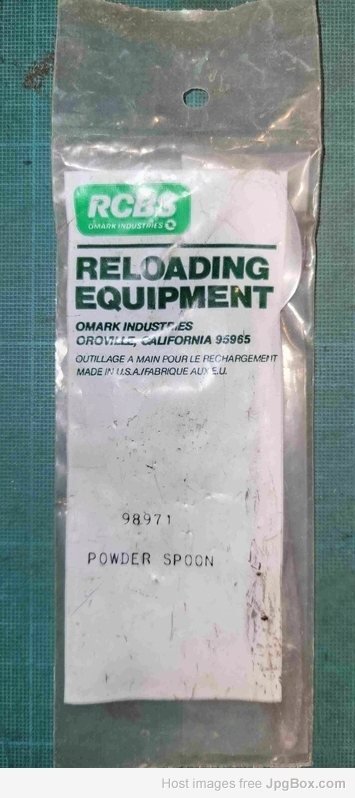 RCBS
OMARK INDUSTRIES
RELOADING
EQUIPMENT
OMARK INDUSTRIES
OROVILLE, CALIFORNIA 95965
OUTILLAGE A MAIN POUR LE RECHARGEMENT
MADE IN U.S.A./FABRIQUE AUX E.U.
98971
POWDER SPOON
Host images free JpgBox.com